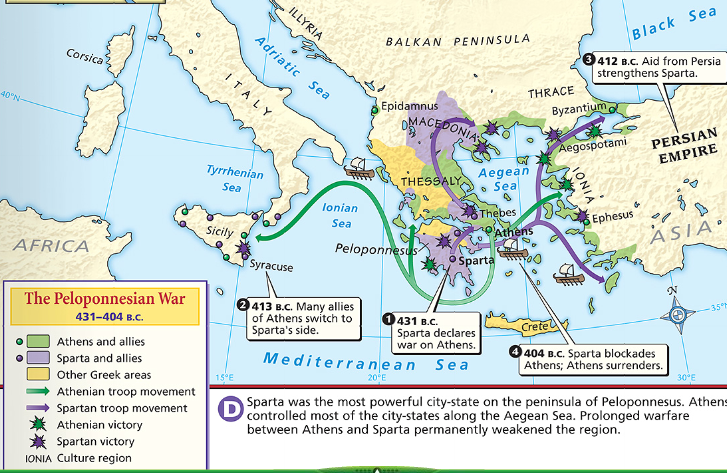 ILLYRIA
Adriatic Sea
BALKAN PENINSULA
Black Sea
Corsica
ITALY
3 412 B.C. Aid from Persia
strengthens Sparta.
40°N
THRACE
Epidamnus
Byzantium
MACEDONIA
Aegospotami
PERSIAN
EMPIRE
Tyrrhenian
Sea
THESSALY
Aegean
Sea
IONIA
Ionian
Sea
Thebes
Sicily
Athens
Ephesus
AFRICA
Peloponnesus
ASIA
Syracuse
Sparta
The Peloponnesian War
431–404 B.C.
Athens and allies
Sparta and allies
Other Greek areas
Athenian troop movement
Spartan troop movement
Athenian victory
Spartan victory
IONIA Culture region
2 413 B.C. Many allies
of Athens switch to
Sparta's side.
1 431 B.C.
Sparta declares
war on Athens.
Crete
N
35°N
4 404 B.C. Sparta blockades
Athens; Athens surrenders.
Mediterranean Sea
15°E
20°E
25°E
30°E
D Sparta was the most powerful city-state on the peninsula of Peloponnesus. Athens
controlled most of the city-states along the Aegean Sea. Prolonged warfare
between Athens and Sparta permanently weakened the region.